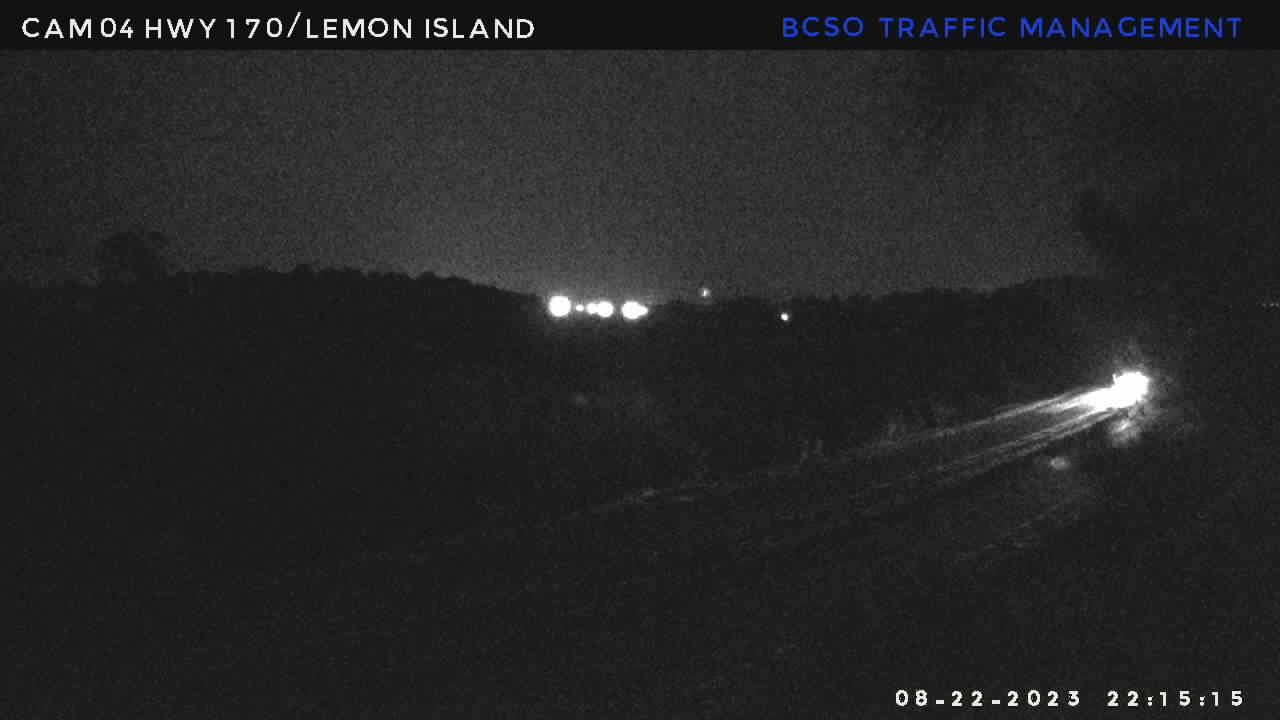 CAM 04 HWY 170/LEMON ISLAND
BCSO TRAFFIC MANAGEMENT
08-22-2023 22:15:15